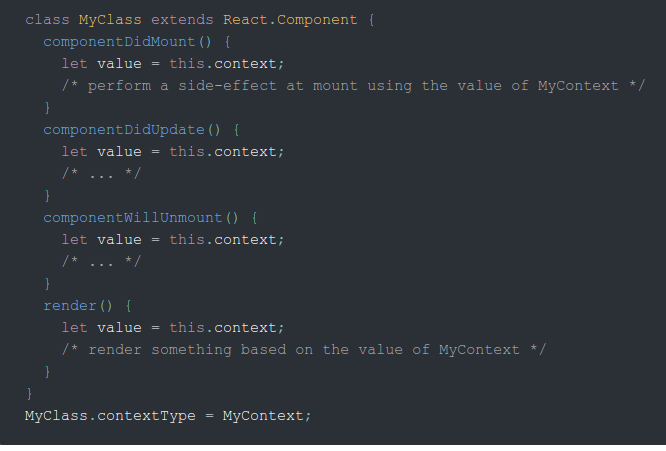 class MyClass extends React.Component {
  componentDidMount() {
    let value = this.context;
    /* perform a side-effect at mount using the value of MyContext */
  }
  componentDidUpdate() {
    let value = this.context;
    /* ... */
  }
  componentWillUnmount() {
    let value = this.context;
    /* ... */
  }
  render() {
    let value = this.context;
    /* render something based on the value of MyContext */
  }
}
MyClass.contextType = MyContext;